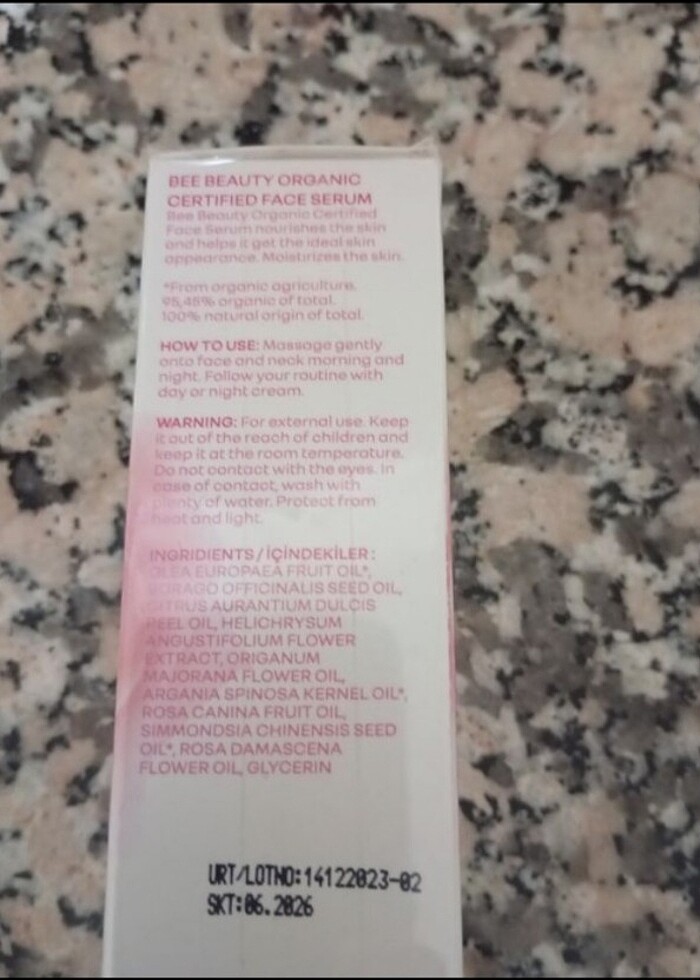 BEE BEAUTY ORGANIC
CERTIFIED FACE SERUM
Bee Beauty Organic Certified
Face Serum nourishes the skin
and helps it get the ideal skin
appearance. Moistirizes the skin.
*From organic agriculture.
95,45% organic of total.
100% natural origin of total.
HOW TO USE: Massage gently
onto face and neck morning and
night. Follow your routine with
day or night cream.
WARNING: For external use. Keep
it out of the reach of children and
keep it at the room temperature.
Do not contact with the eyes. In
case of contact, wash with
plenty of water. Protect from
heat and light.
INGRIDIENTS / İÇİNDEKİLER :
OLEA EUROPAEA FRUIT OIL*,
BORAGO OFFICINALIS SEED OIL,
CITRUS AURANTIUM DULCIS
PEEL OIL, HELICHRYSUM
ANGUSTIFOLIUM FLOWER
EXTRACT, ORIGANUM
MAJORANA FLOWER OIL,
ARGANIA SPINOSA KERNEL OIL*,
ROSA CANINA FRUIT OIL,
SIMMONDSIA CHINENSIS SEED
OIL*, ROSA DAMASCENA
FLOWER OIL, GLYCERIN
URT/LOTNO:14122023-02
SKT:06.2026